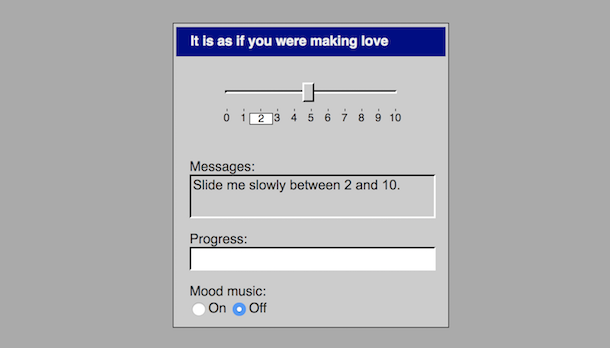 It is as if you were making love
0 1 2 3 4 5 6 7 8 9 10
Messages:
Slide me slowly between 2 and 10.
Progress:
Mood music:
On Off